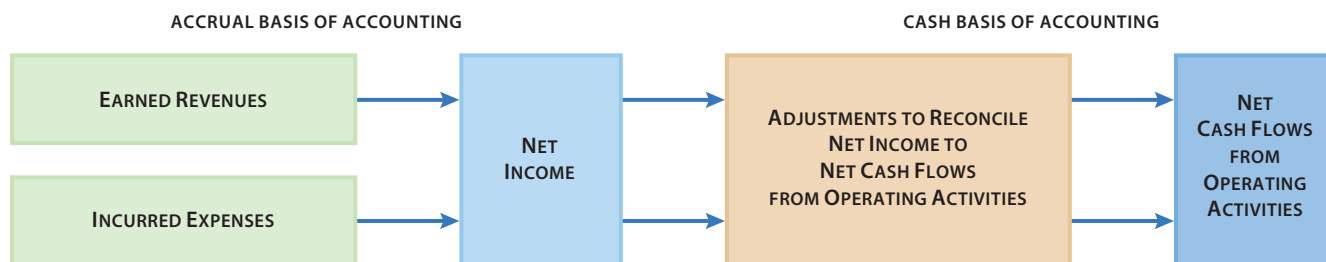 ACCRUAL BASIS OF ACCOUNTING
CASH BASIS OF ACCOUNTING
EARNED REVENUES
INCURRED EXPENSES
NET
INCOME
ADJUSTMENTS TO RECONCILE
NET INCOME TO
NET CASH FLOWS
FROM OPERATING ACTIVITIES
NET
CASH FLOWS
FROM
OPERATING
ACTIVITIES